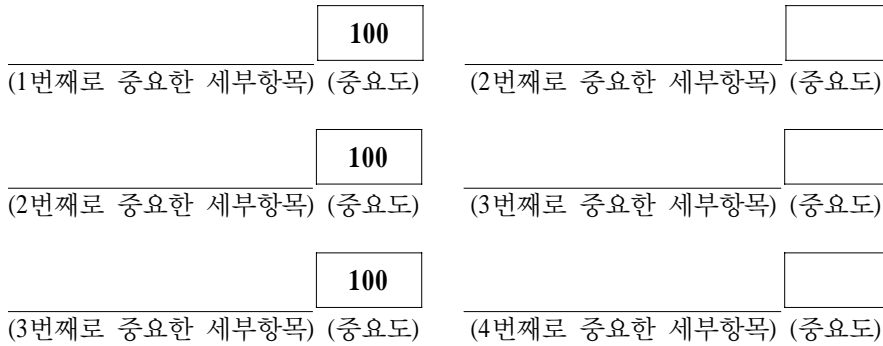 100
(1번째로 중요한 세부항목) (중요도) (2번째로 중요한 세부항목) (중요도)
100
(2번째로 중요한 세부항목) (중요도) (3번째로 중요한 세부항목) (중요도)
100
(3번째로 중요한 세부항목) (중요도) (4번째로 중요한 세부항목) (중요도)